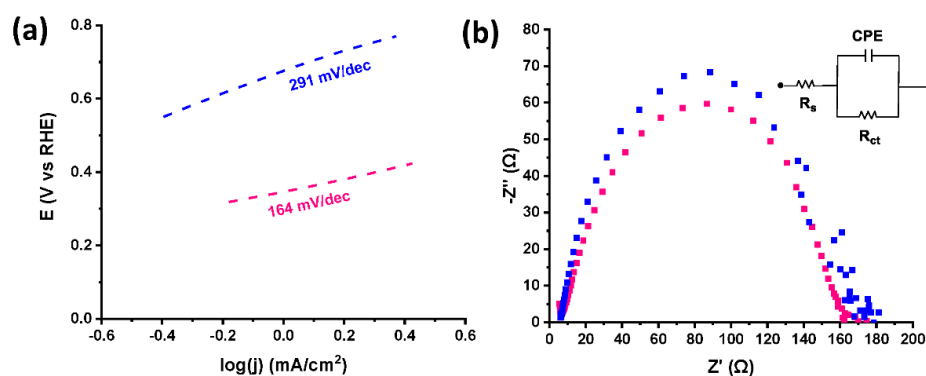 (a)
0.8
0.6
0.4
0.2
0.0
-0.6
-0.4
-0.2
0.0
0.2
0.4
0.6
E (V vs RHE)
log(j) (mA/cm²)
291 mV/dec
164 mV/dec
(b)
80
70
60
50
40
30
20
10
0
0
20
40
60
80
100
120
140
160
180
200
-Z'' (Ω)
Z' (Ω)
CPE
Rs
Rct